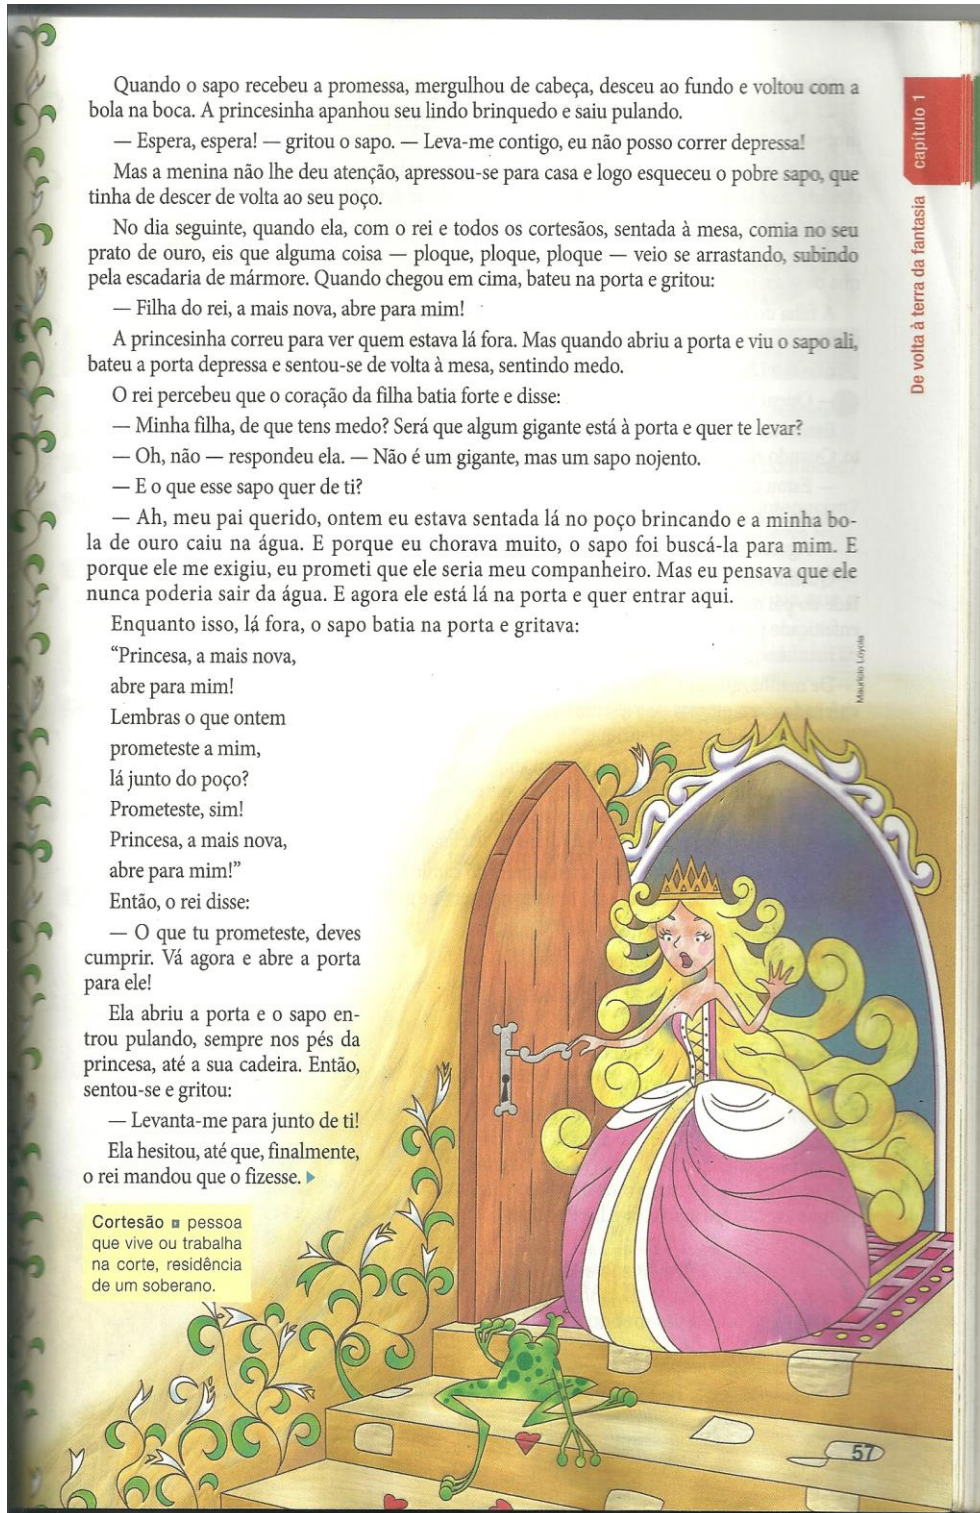 Quando o sapo recebeu a promessa, mergulhou de cabeça, desceu ao fundo e voltou com a
bola na boca. A princesinha apanhou seu lindo brinquedo e saiu pulando.
— Espera, espera! — gritou o sapo. — Leva-me contigo, eu não posso correr depressa!
Mas a menina não lhe deu atenção, apressou-se para casa e logo esqueceu o pobre sapo, que
tinha de descer de volta ao seu poço.
No dia seguinte, quando ela, com o rei e todos os cortesãos, sentada à mesa, comia no seu
prato de ouro, eis que alguma coisa — ploque, ploque, ploque — veio se arrastando, subindo
pela escadaria de mármore. Quando chegou em cima, bateu na porta e gritou:
— Filha do rei, a mais nova, abre para mim!
A princesinha correu para ver quem estava lá fora. Mas quando abriu a porta e viu o sapo ali,
bateu a porta depressa e sentou-se de volta à mesa, sentindo medo.
O rei percebeu que o coração da filha batia forte e disse:
— Minha filha, de que tens medo? Será que algum gigante está à porta e quer te levar?
— Oh, não — respondeu ela. — Não é um gigante, mas um sapo nojento.
— E o que esse sapo quer de ti?
— Ah, meu pai querido, ontem eu estava sentada lá no poço brincando e a minha bo-
la de ouro caiu na água. E porque eu chorava muito, o sapo foi buscá-la para mim. E
porque ele me exigiu, eu prometi que ele seria meu companheiro. Mas eu pensava que ele
nunca poderia sair da água. E agora ele está lá na porta e quer entrar aqui.
Enquanto isso, lá fora, o sapo batia na porta e gritava:
“Princesa, a mais nova,
abre para mim!
Lembras o que ontem
prometeste a mim,
lá junto do poço?
Prometeste, sim!
Princesa, a mais nova,
abre para mim!”
Então, o rei disse:
— O que tu prometeste, deves
cumprir. Vá agora e abre a porta
para ele!
Ela abriu a porta e o sapo en-
trou pulando, sempre nos pés da
princesa, até a sua cadeira. Então,
sentou-se e gritou:
— Levanta-me para junto de ti!
Ela hesitou, até que, finalmente,
o rei mandou que o fizesse.
Cortesão ▪ pessoa
que vive ou trabalha
na corte, residência
de um soberano.
De volta à terra da fantasia capítulo 1
Mauricio Loyola
57